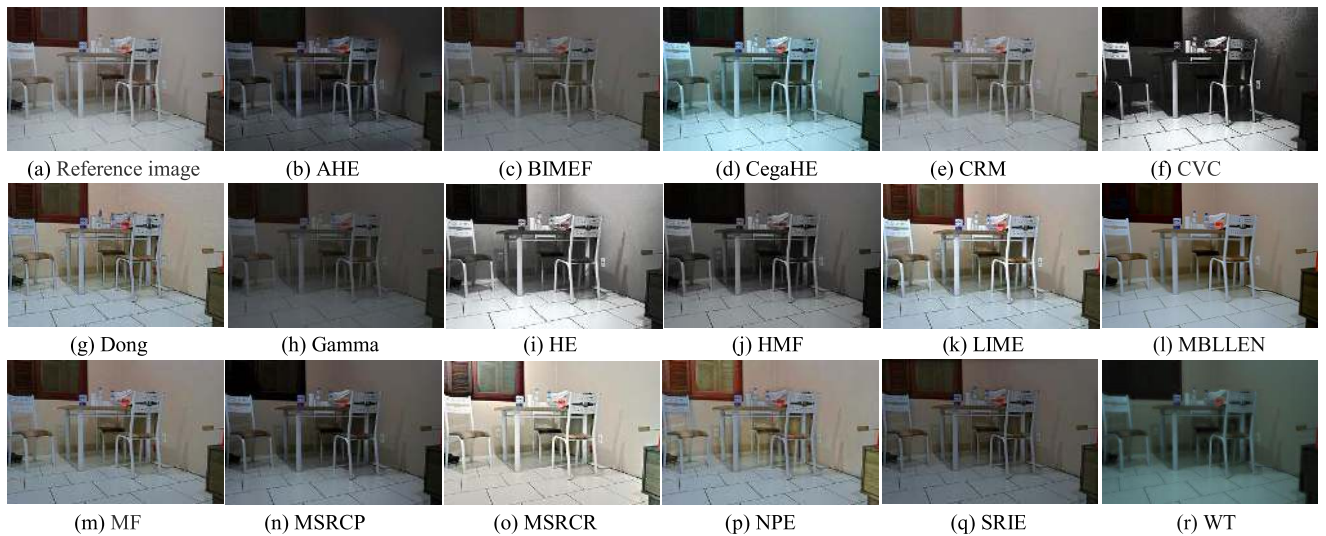 (a) Reference image
(b) AHE
(c) BIMEF
(d) CegaHE
(e) CRM
(f) CVC
(g) Dong
(h) Gamma
(i) HE
(j) HMF
(k) LIME
(l) MBLLEN
(m) MF
(n) MSRCP
(o) MSRCR
(p) NPE
(q) SRIE
(r) WT